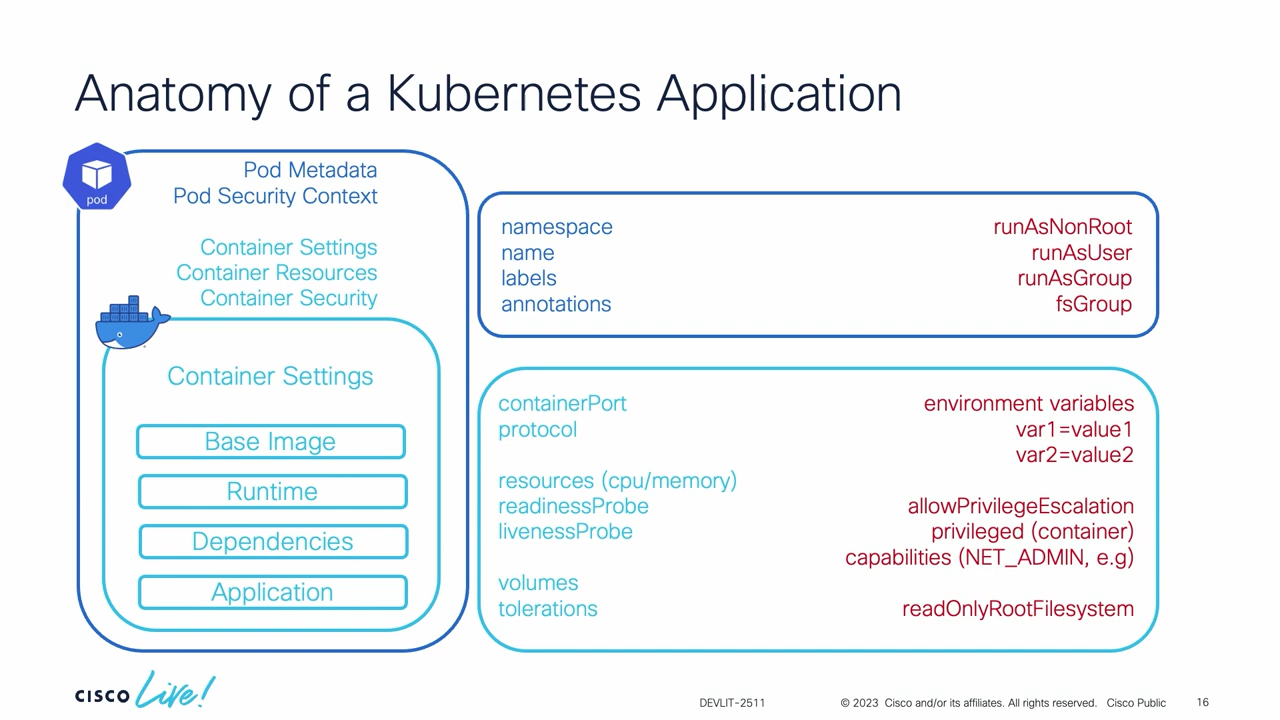 Anatomy of a Kubernetes Application
pod
Pod Metadata
Pod Security Context
Container Settings
Container Resources
Container Security
Container Settings
Base Image
Runtime
Dependencies
Application
namespace
name
labels
annotations
runAsNonRoot
runAsUser
runAsGroup
fsGroup
containerPort
protocol
resources (cpu/memory)
readinessProbe
livenessProbe
volumes
tolerations
environment variables
var1=value1
var2=value2
allowPrivilegeEscalation
privileged (container)
capabilities (NET_ADMIN, e.g)
readOnlyRootFilesystem
CISCO Live!
DEVLIT-2511
© 2023 Cisco and/or its affiliates. All rights reserved. Cisco Public
16